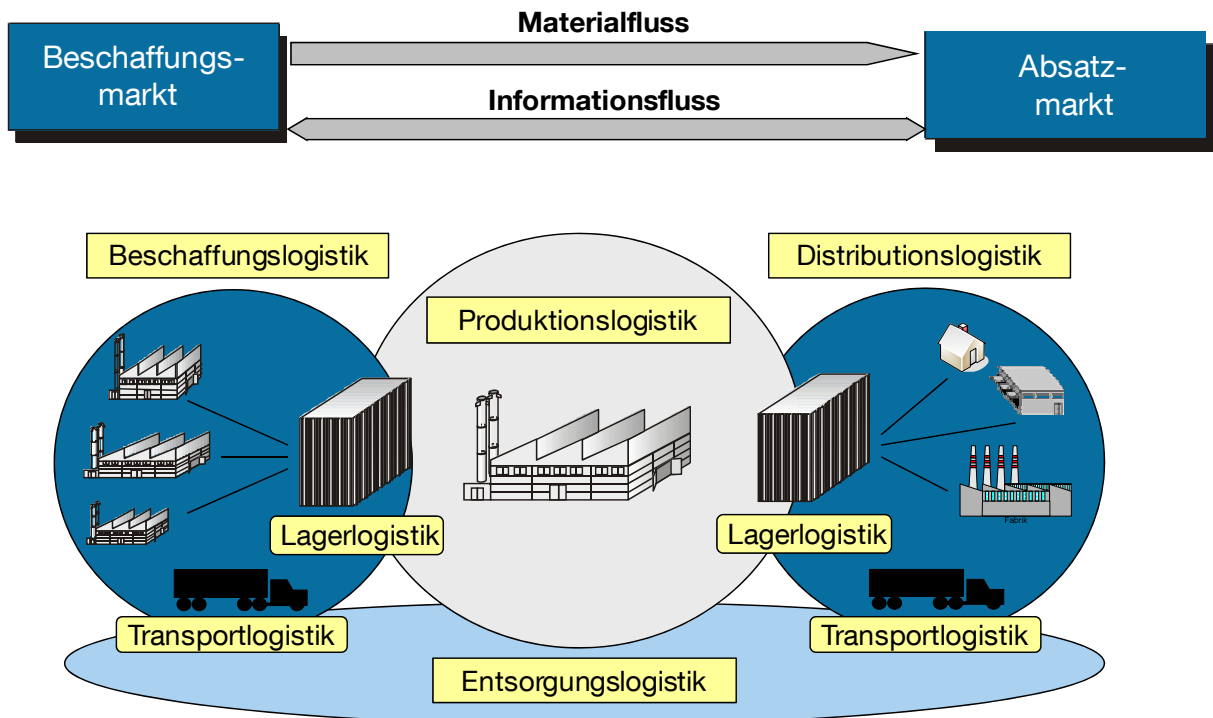 Materialfluss
Beschaffungs-
markt
Absatz-
markt
Informationsfluss
Beschaffungslogistik
Distributionslogistik
Produktionslogistik
Fabrik
Lagerlogistik
Lagerlogistik
Transportlogistik
Transportlogistik
Entsorgungslogistik